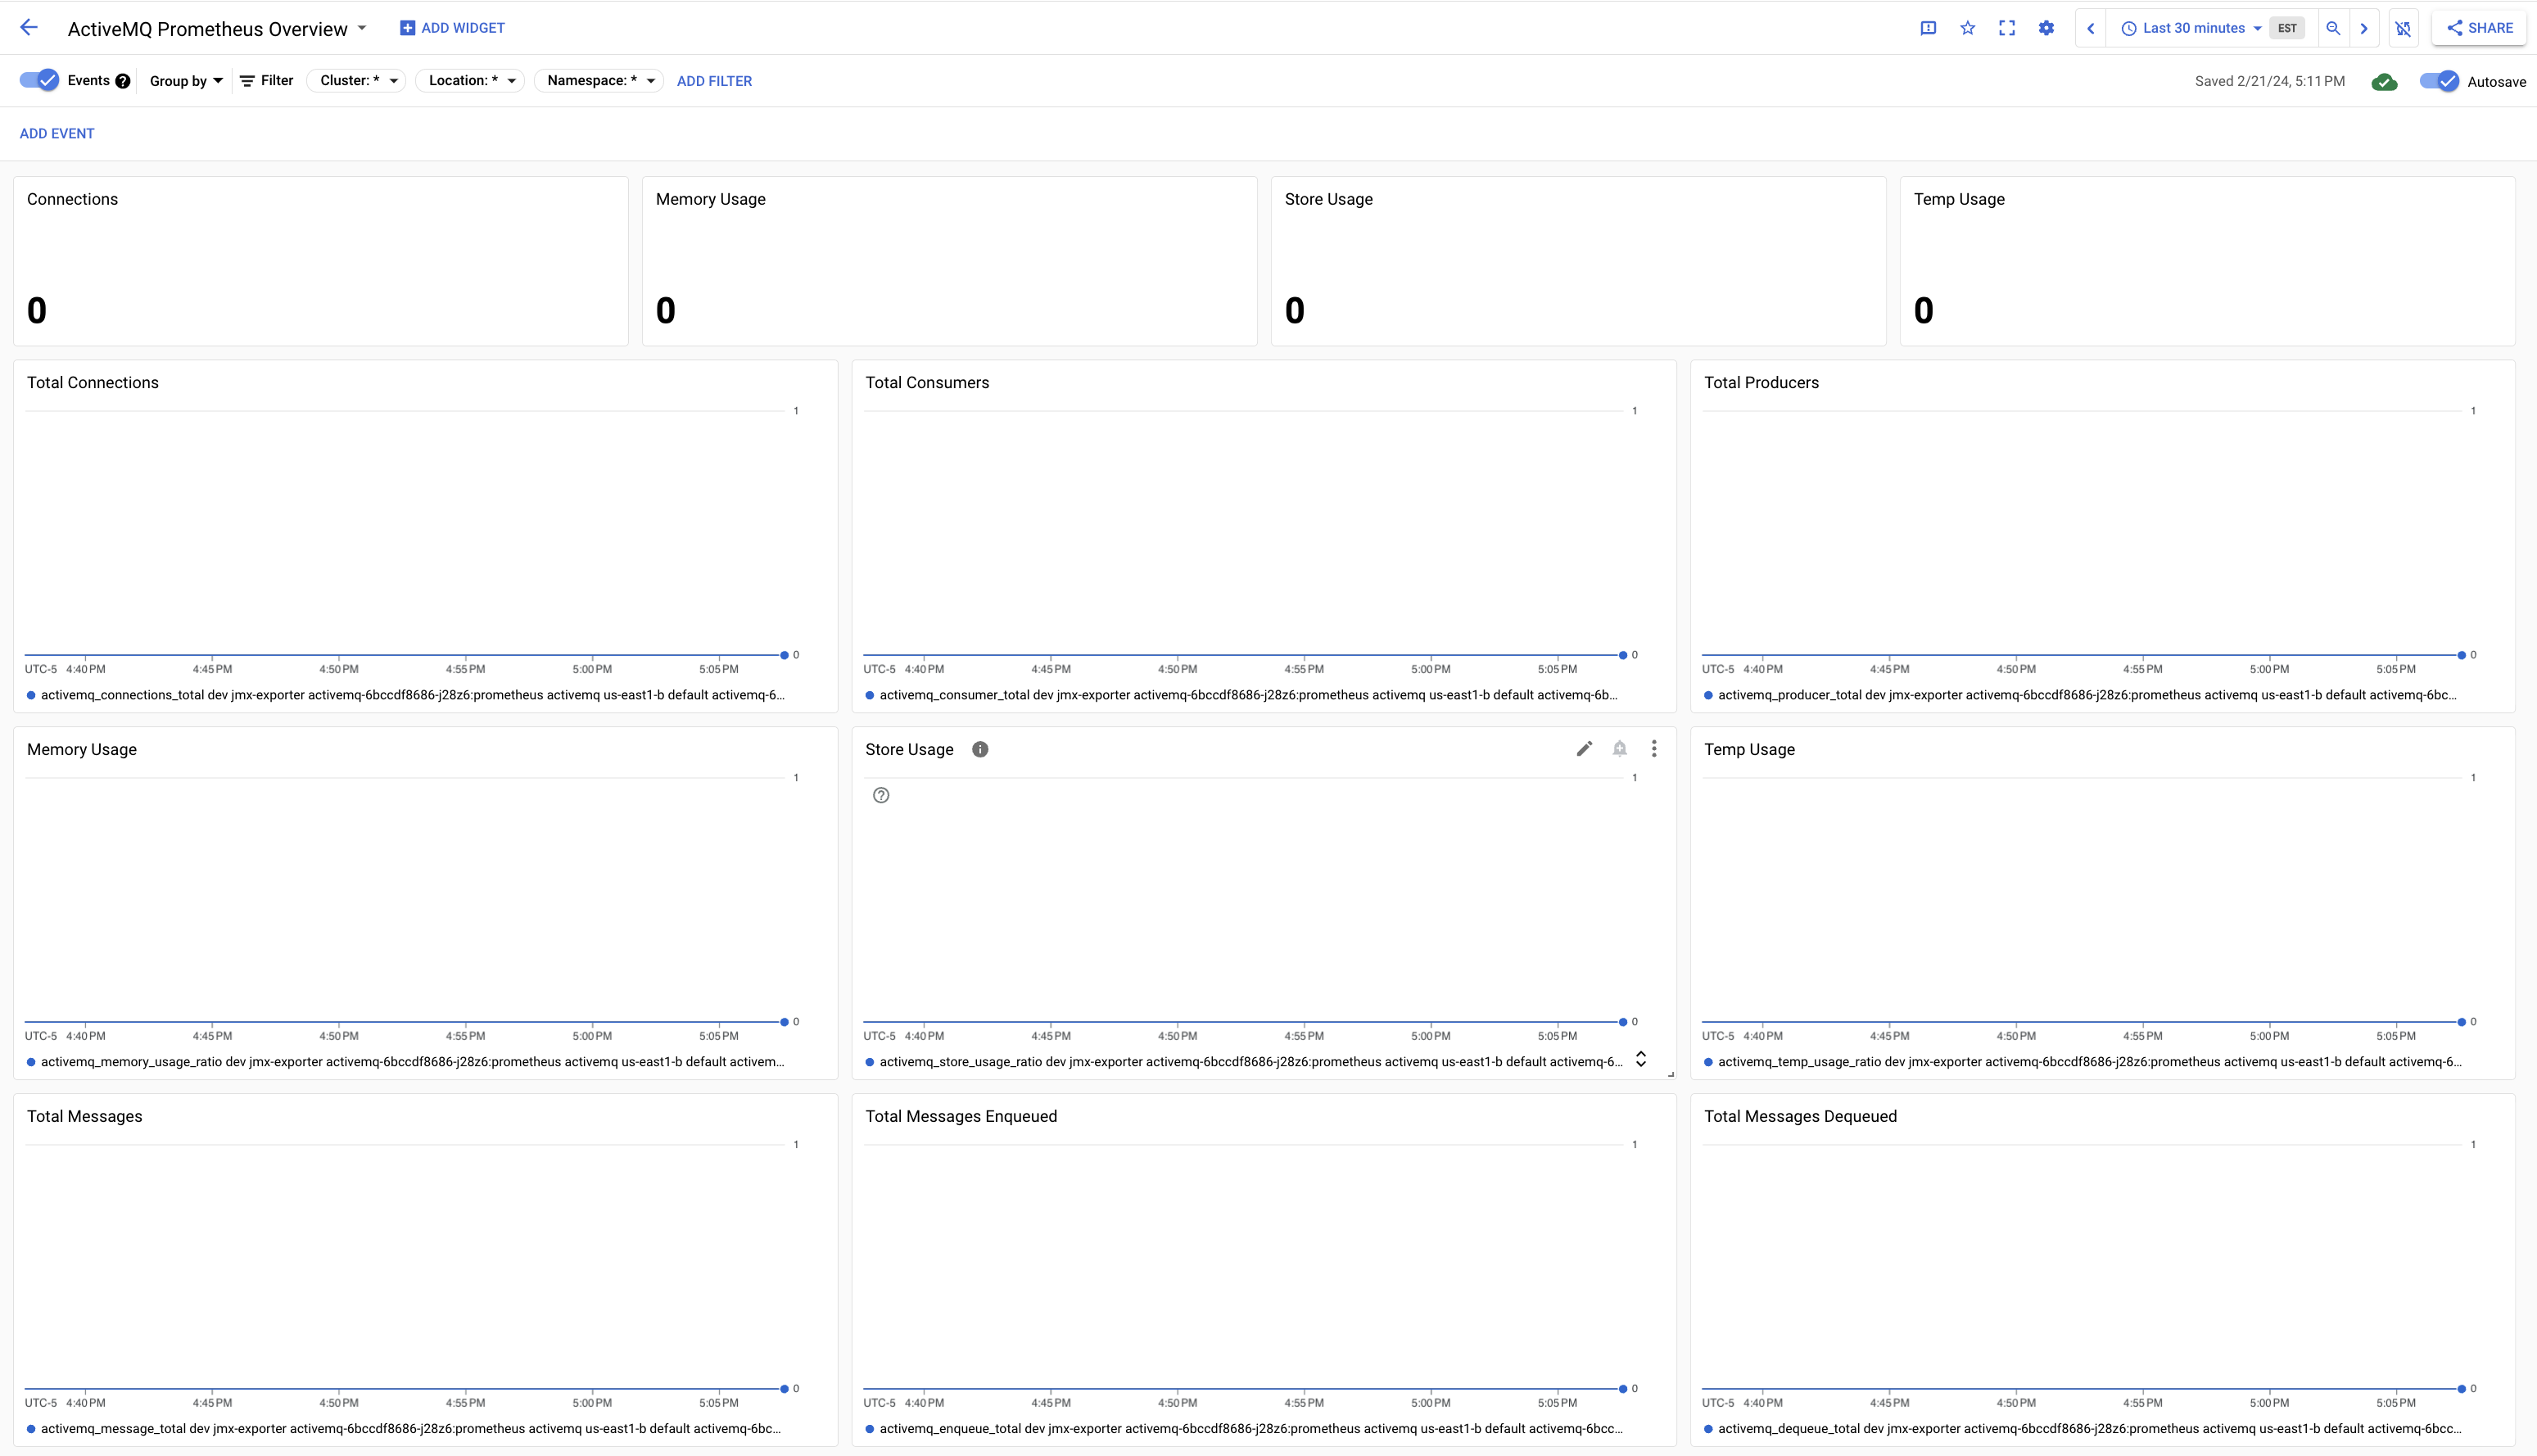 ActiveMQ Prometheus Overview ADD WIDGET Last 30 minutes EST SHARE
Events Group by Filter Cluster: * Location: * Namespace: * ADD FILTER Saved 2/21/24, 5:11 PM Autosave
ADD EVENT
Connections
0
Memory Usage
0
Store Usage
0
Temp Usage
0
Total Connections
1
0
UTC-5 4:40 PM 4:45 PM 4:50 PM 4:55 PM 5:00 PM 5:05 PM
activemq_connections_total dev jmx-exporter activemq-6bccdf8686-j28z6:prometheus activemq us-east1-b default activemq-6...
Total Consumers
1
0
UTC-5 4:40 PM 4:45 PM 4:50 PM 4:55 PM 5:00 PM 5:05 PM
activemq_consumer_total dev jmx-exporter activemq-6bccdf8686-j28z6:prometheus activemq us-east1-b default activemq-6b...
Total Producers
1
0
UTC-5 4:40 PM 4:45 PM 4:50 PM 4:55 PM 5:00 PM 5:05 PM
activemq_producer_total dev jmx-exporter activemq-6bccdf8686-j28z6:prometheus activemq us-east1-b default activemq-6bc...
Memory Usage
1
0
UTC-5 4:40 PM 4:45 PM 4:50 PM 4:55 PM 5:00 PM 5:05 PM
activemq_memory_usage_ratio dev jmx-exporter activemq-6bccdf8686-j28z6:prometheus activemq us-east1-b default activem...
Store Usage
1
0
UTC-5 4:40 PM 4:45 PM 4:50 PM 4:55 PM 5:00 PM 5:05 PM
activemq_store_usage_ratio dev jmx-exporter activemq-6bccdf8686-j28z6:prometheus activemq us-east1-b default activemq-6...
Temp Usage
1
0
UTC-5 4:40 PM 4:45 PM 4:50 PM 4:55 PM 5:00 PM 5:05 PM
activemq_temp_usage_ratio dev jmx-exporter activemq-6bccdf8686-j28z6:prometheus activemq us-east1-b default activemq-6...
Total Messages
1
0
UTC-5 4:40 PM 4:45 PM 4:50 PM 4:55 PM 5:00 PM 5:05 PM
activemq_message_total dev jmx-exporter activemq-6bccdf8686-j28z6:prometheus activemq us-east1-b default activemq-6bc...
Total Messages Enqueued
1
0
UTC-5 4:40 PM 4:45 PM 4:50 PM 4:55 PM 5:00 PM 5:05 PM
activemq_enqueue_total dev jmx-exporter activemq-6bccdf8686-j28z6:prometheus activemq us-east1-b default activemq-6bcc...
Total Messages Dequeued
1
0
UTC-5 4:40 PM 4:45 PM 4:50 PM 4:55 PM 5:00 PM 5:05 PM
activemq_dequeue_total dev jmx-exporter activemq-6bccdf8686-j28z6:prometheus activemq us-east1-b default activemq-6bcc...